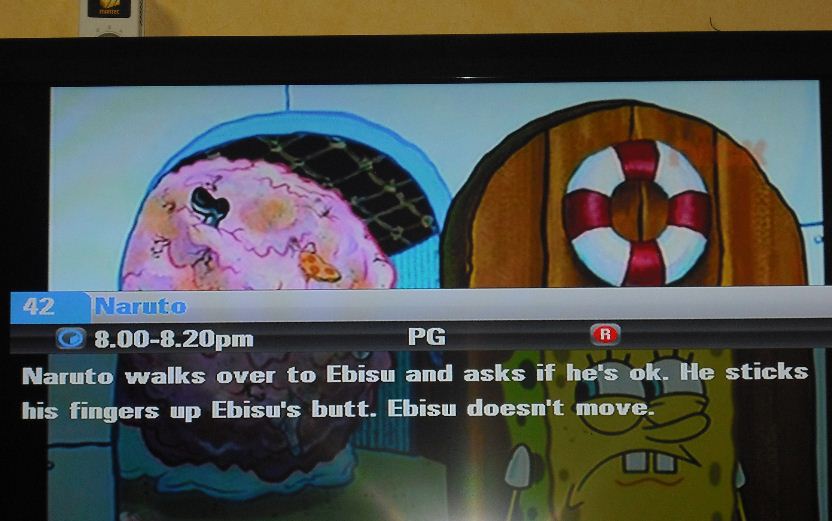 42 Naruto
8.00-8.20pm PG R
Naruto walks over to Ebisu and asks if he's ok. He sticks
his fingers up Ebisu's butt. Ebisu doesn't move.